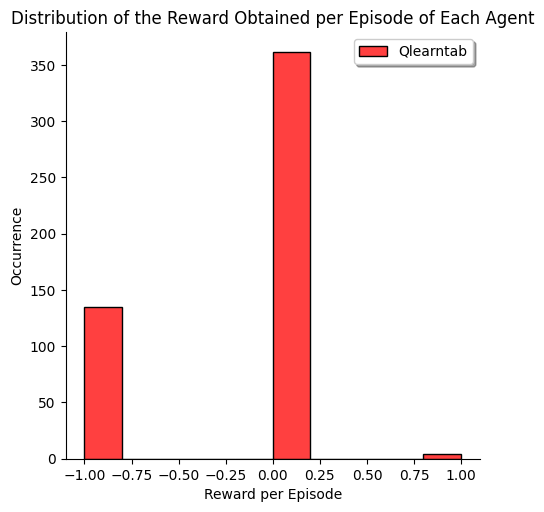 Distribution of the Reward Obtained per Episode of Each Agent
Qlearntab
350
300
250
200
150
100
50
0
Occurrence
−1.00 −0.75 −0.50 −0.25 0.00 0.25 0.50 0.75 1.00
Reward per Episode